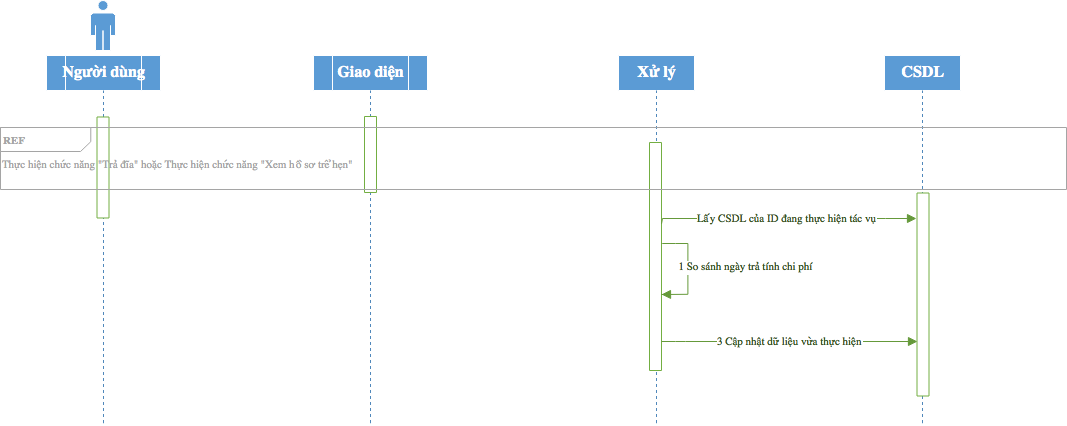 Người dùng
Giao diện
Xử lý
CSDL
REF
Thực hiện chức năng "Trả đĩa" hoặc Thực hiện chức năng "Xem hồ sơ trễ hẹn"
Lấy CSDL của ID đang thực hiện tác vụ
1 So sánh ngày trả tính chi phí
3 Cập nhật dữ liệu vừa thực hiện